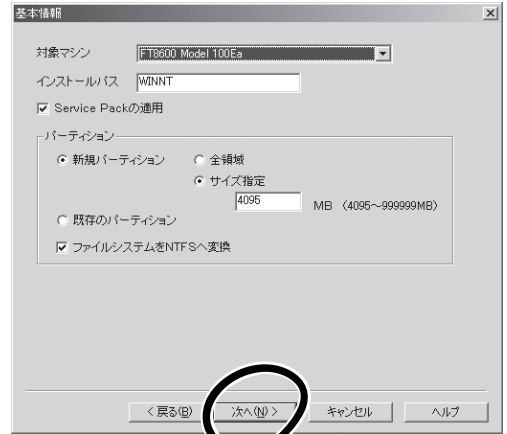 基本情報
対象マシン FT8600 Model 100Ea
インストールパス WINNT
Service Packの適用
パーティション
新規パーティション 全領域
サイズ指定
4095 MB (4095～999999MB)
既存のパーティション
ファイルシステムをNTFSへ変換
< 戻る(B) 次へ(N) > キャンセル ヘルプ